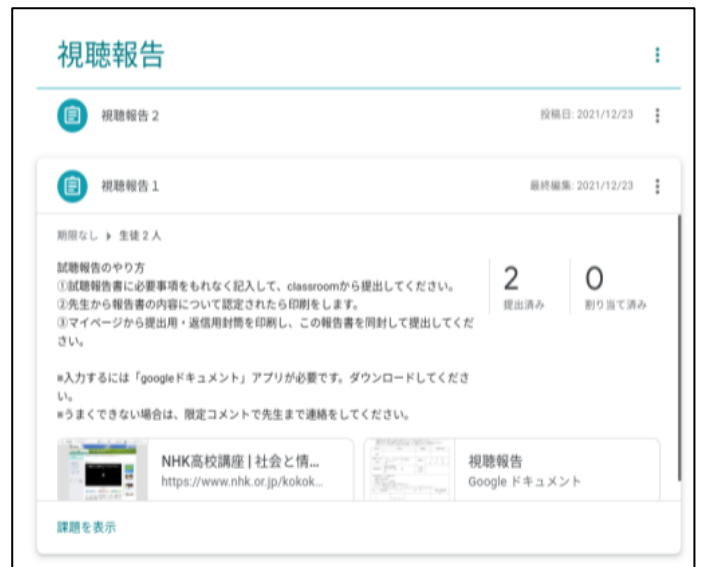 視聴報告
視聴報告 2
投稿日: 2021/12/23
視聴報告 1
最終編集: 2021/12/23
期限なし ▸ 生徒 2 人
試聴報告のやり方
①試聴報告書に必要事項をもれなく記入して、classroomから提出してください。
②先生から報告書の内容について認定されたら印刷をします。
③マイページから提出用・返信用封筒を印刷し、この報告書を同封して提出してくだ
さい。
※入力するには「googleドキュメント」アプリが必要です。ダウンロードしてくださ
い。
※うまくできない場合は、限定コメントで先生まで連絡をしてください。
2
提出済み
0
割り当て済み
NHK高校講座 | 社会と情...
https://www.nhk.or.jp/kokok...
視聴報告
Google ドキュメント
課題を表示